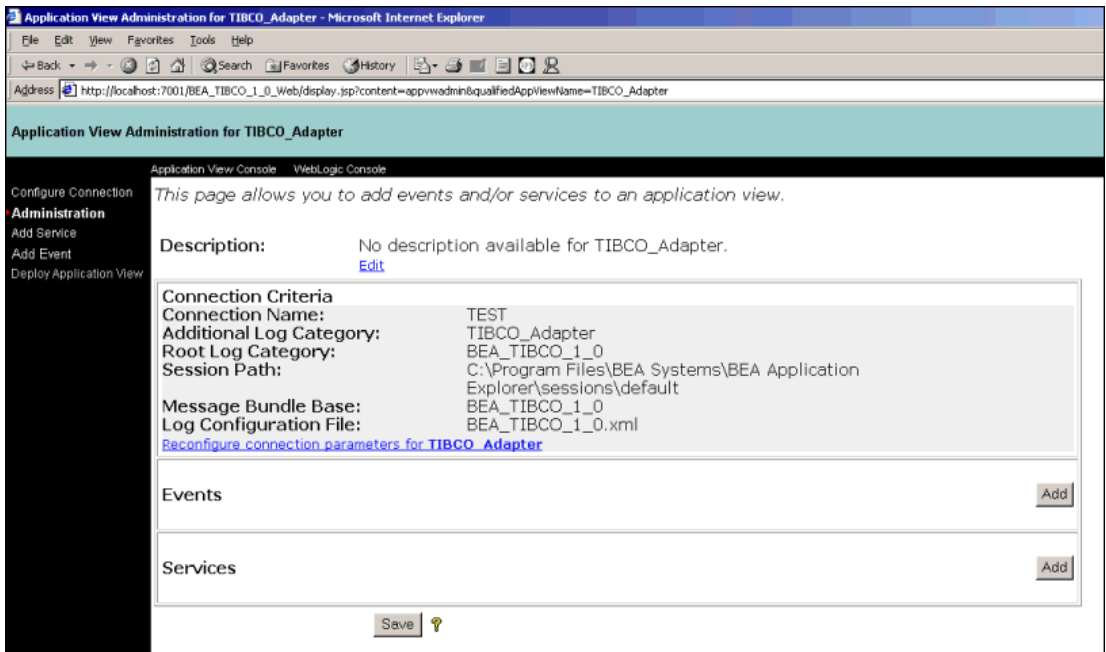 Application View Administration for TIBCO_Adapter - Microsoft Internet Explorer
File Edit View Favorites Tools Help
Back Search Favorites History
Address http://localhost:7001/BEA_TIBCO_1_0_Web/display.jsp?content=appvwadmin&qualifiedAppViewName=TIBCO_Adapter
Application View Administration for TIBCO_Adapter
Application View Console WebLogic Console
Configure Connection
Administration
Add Service
Add Event
Deploy Application View
This page allows you to add events and/or services to an application view.
Description: No description available for TIBCO_Adapter.
Edit
Connection Criteria
Connection Name: TEST
Additional Log Category: TIBCO_Adapter
Root Log Category: BEA_TIBCO_1_0
Session Path: C:\Program Files\BEA Systems\BEA Application
Explorer\sessions\default
Message Bundle Base: BEA_TIBCO_1_0
Log Configuration File: BEA_TIBCO_1_0.xml
Reconfigure connection parameters for TIBCO_Adapter
Events Add
Services Add
Save ?